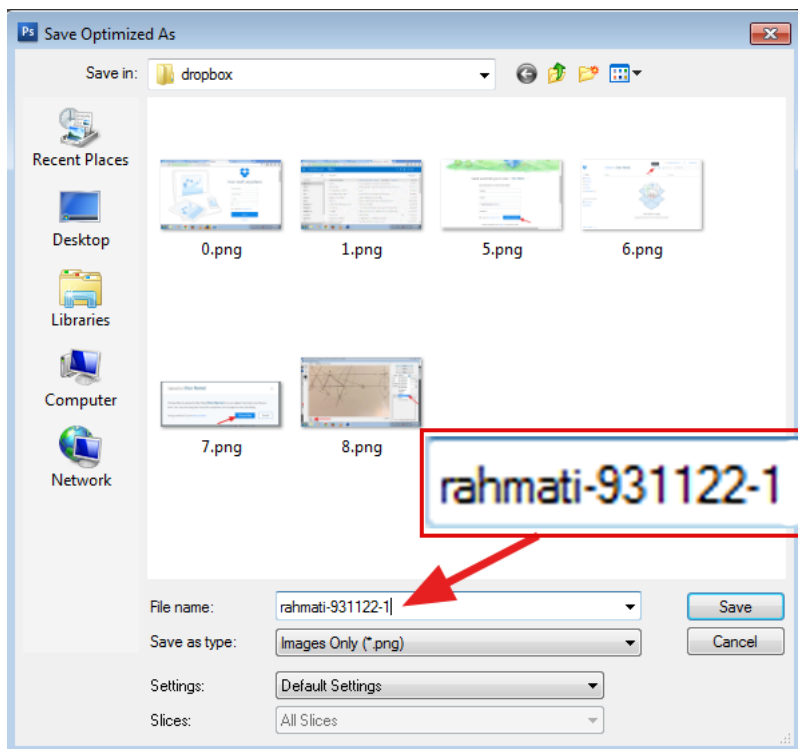 Ps Save Optimized As
Save in: dropbox
Recent Places
Desktop
Libraries
Computer
Network
0.png 1.png 5.png 6.png
7.png 8.png
rahmati-931122-1
File name: rahmati-931122-1
Save
Save as type: Images Only (*.png)
Cancel
Settings: Default Settings
Slices: All Slices